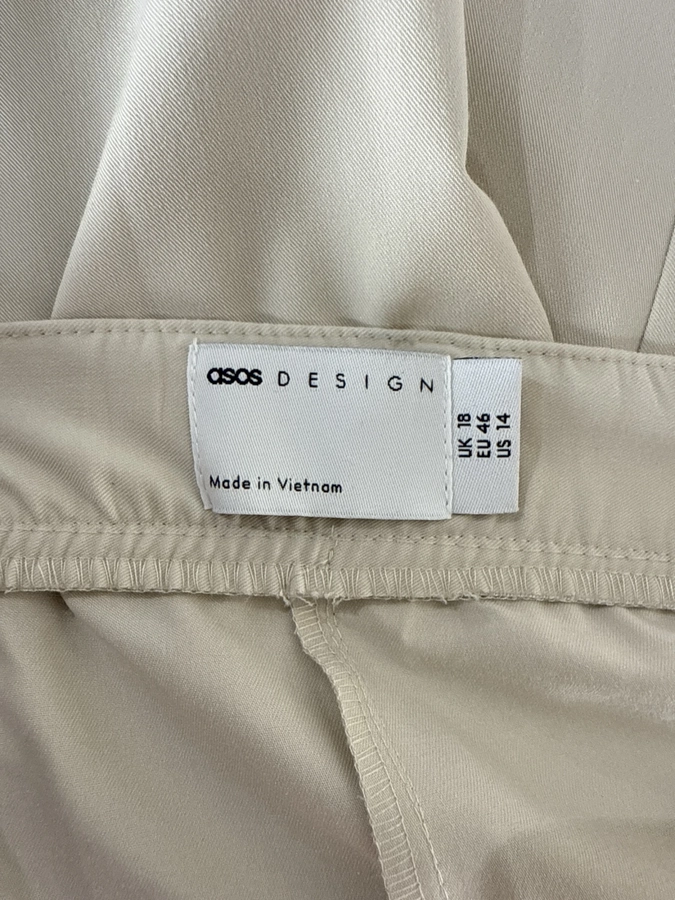 asos DESIGN
Made in Vietnam
UK 18
EU 46
US 14